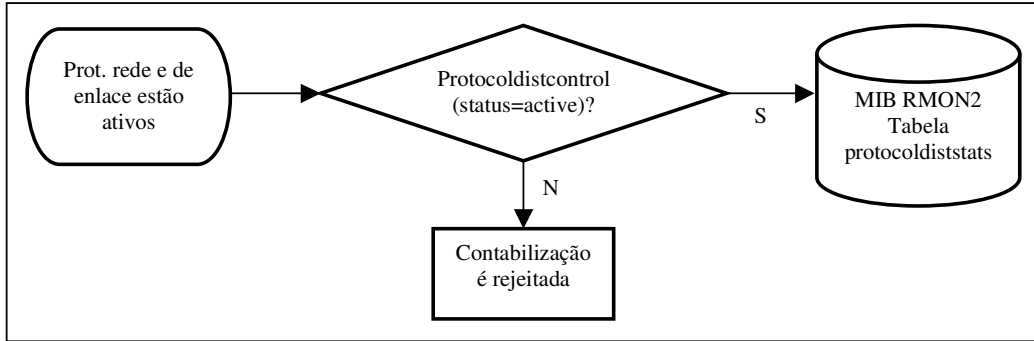 Prot. rede e de
enlace estão
ativos
Protocoldistcontrol
(status=active)?
S
MIB RMON2
Tabela
protocoldiststats
N
Contabilização
é rejeitada